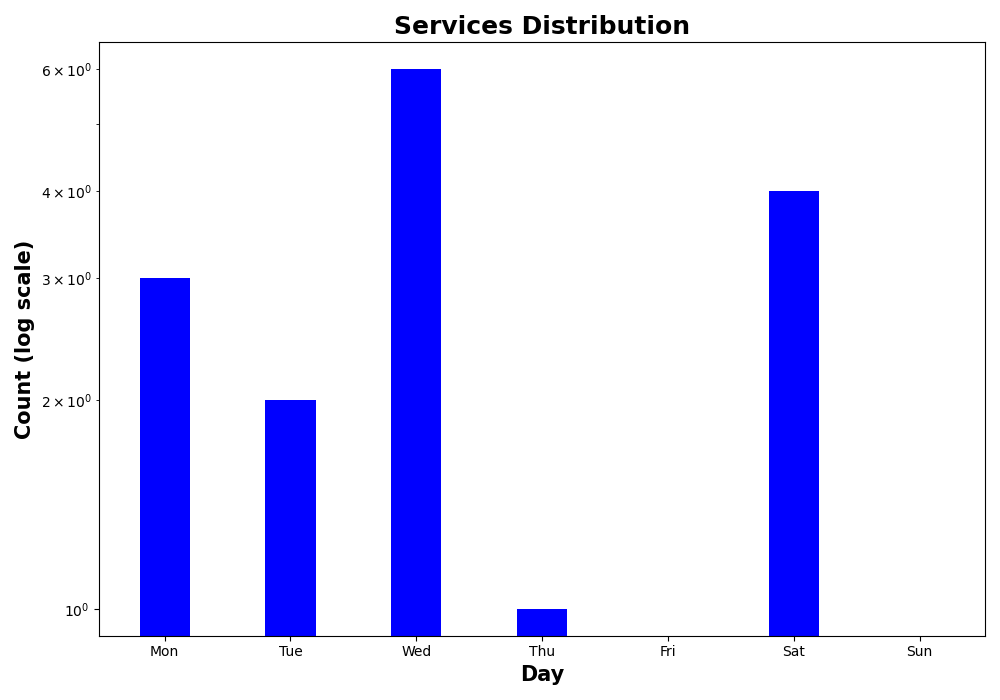 Services Distribution
Count (log scale)
6 × 10⁰
4 × 10⁰
3 × 10⁰
2 × 10⁰
10⁰
Mon Tue Wed Thu Fri Sat Sun
Day